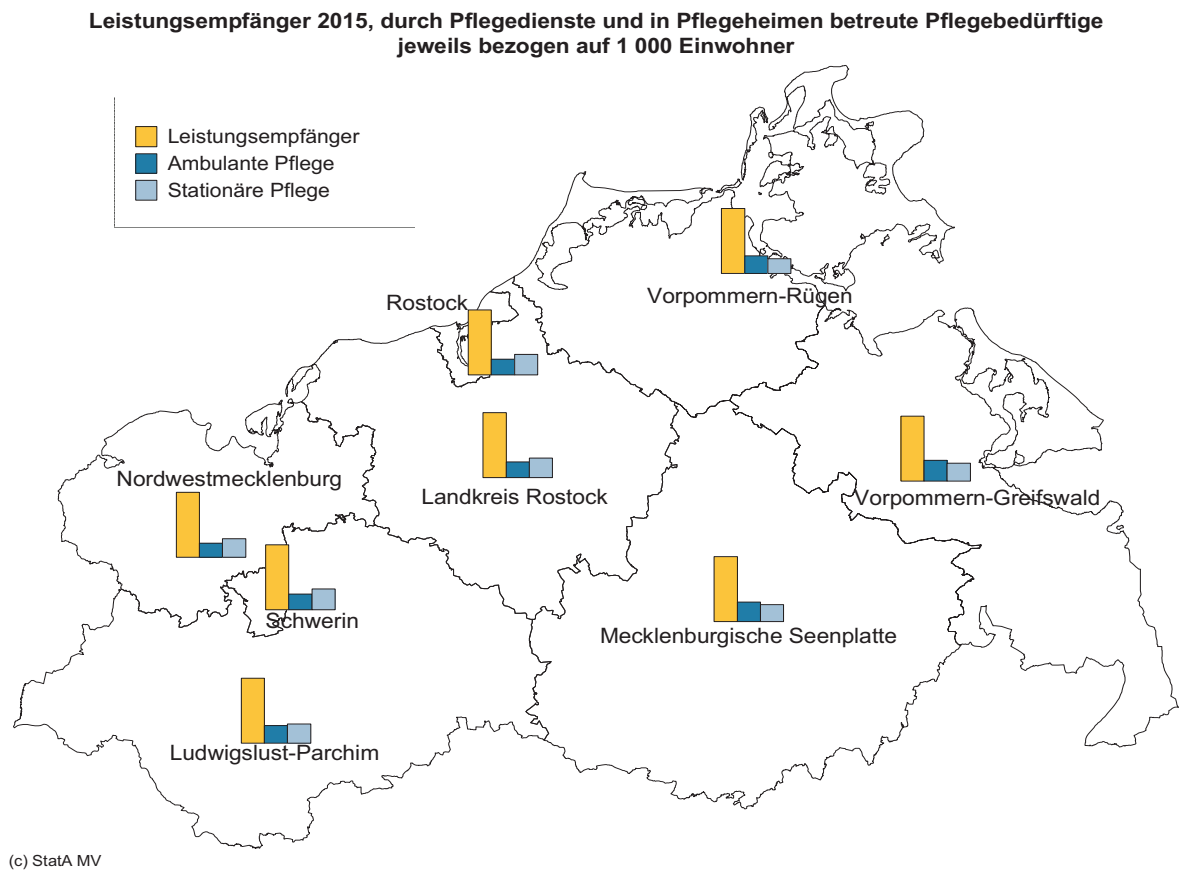 Leistungsempfänger 2015, durch Pflegedienste und in Pflegeheimen betreute Pflegebedürftige
jeweils bezogen auf 1 000 Einwohner
Leistungsempfänger
Ambulante Pflege
Stationäre Pflege
Vorpommern-Rügen
Rostock
Nordwestmecklenburg
Landkreis Rostock
Vorpommern-Greifswald
Schwerin
Mecklenburgische Seenplatte
Ludwigslust-Parchim
(c) StatA MV